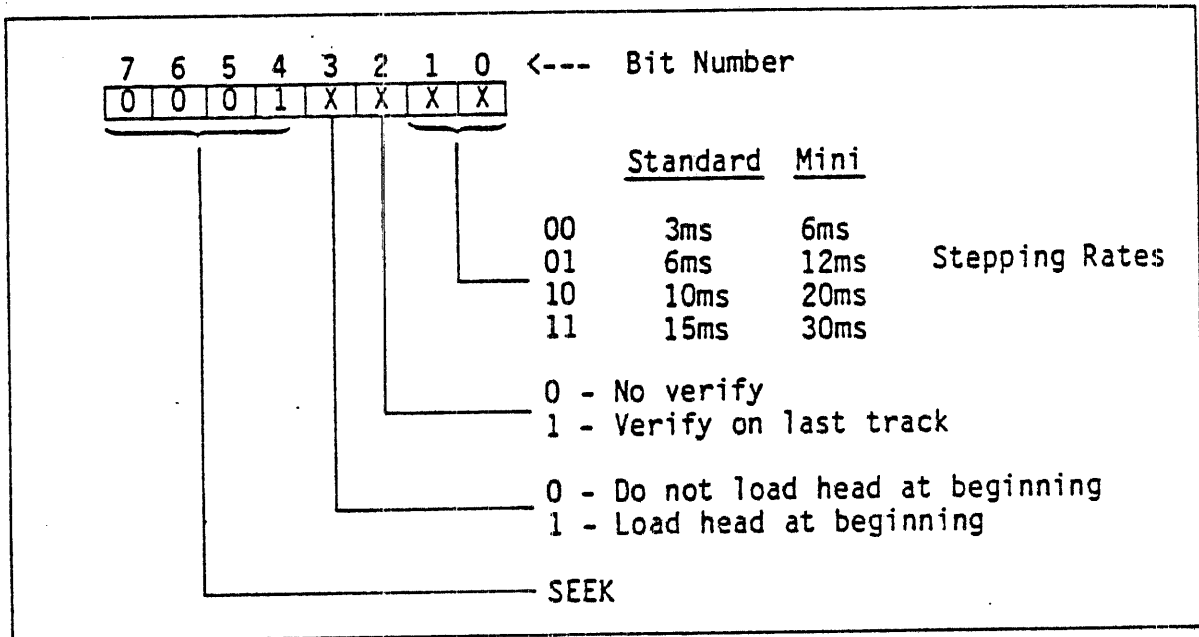 7 6 5 4 3 2 1 0 <--- Bit Number
0 0 0 1 X X X X
Standard Mini
00 3ms 6ms
01 6ms 12ms Stepping Rates
10 10ms 20ms
11 15ms 30ms
0 - No verify
1 - Verify on last track
0 - Do not load head at beginning
1 - Load head at beginning
SEEK